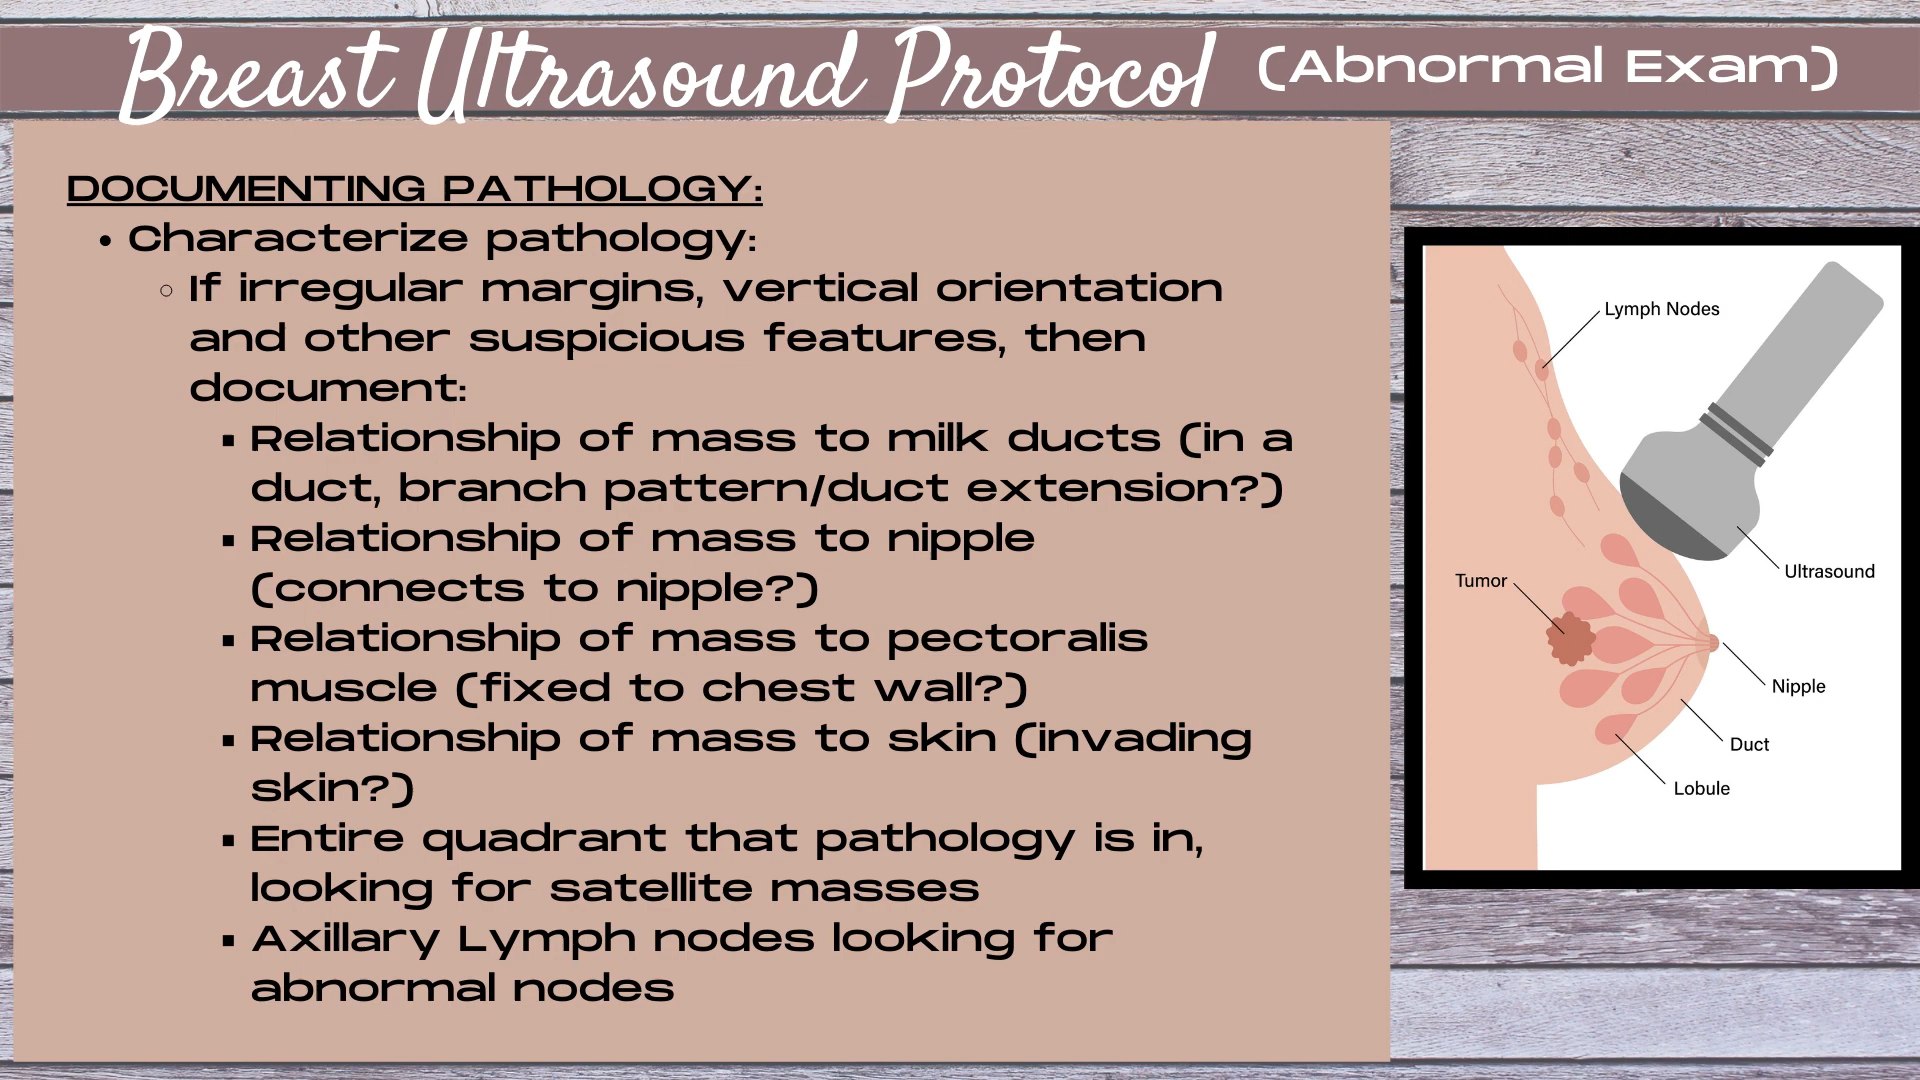 Breast Ultrasound Protocol (Abnormal Exam)
DOCUMENTING PATHOLOGY:
• Characterize pathology:
◦ If irregular margins, vertical orientation
and other suspicious features, then
document:
▪ Relationship of mass to milk ducts (in a
duct, branch pattern/duct extension?)
▪ Relationship of mass to nipple
(connects to nipple?)
▪ Relationship of mass to pectoralis
muscle (fixed to chest wall?)
▪ Relationship of mass to skin (invading
skin?)
▪ Entire quadrant that pathology is in,
looking for satellite masses
▪ Axillary Lymph nodes looking for
abnormal nodes
Lymph Nodes
Ultrasound
Tumor
Nipple
Duct
Lobule